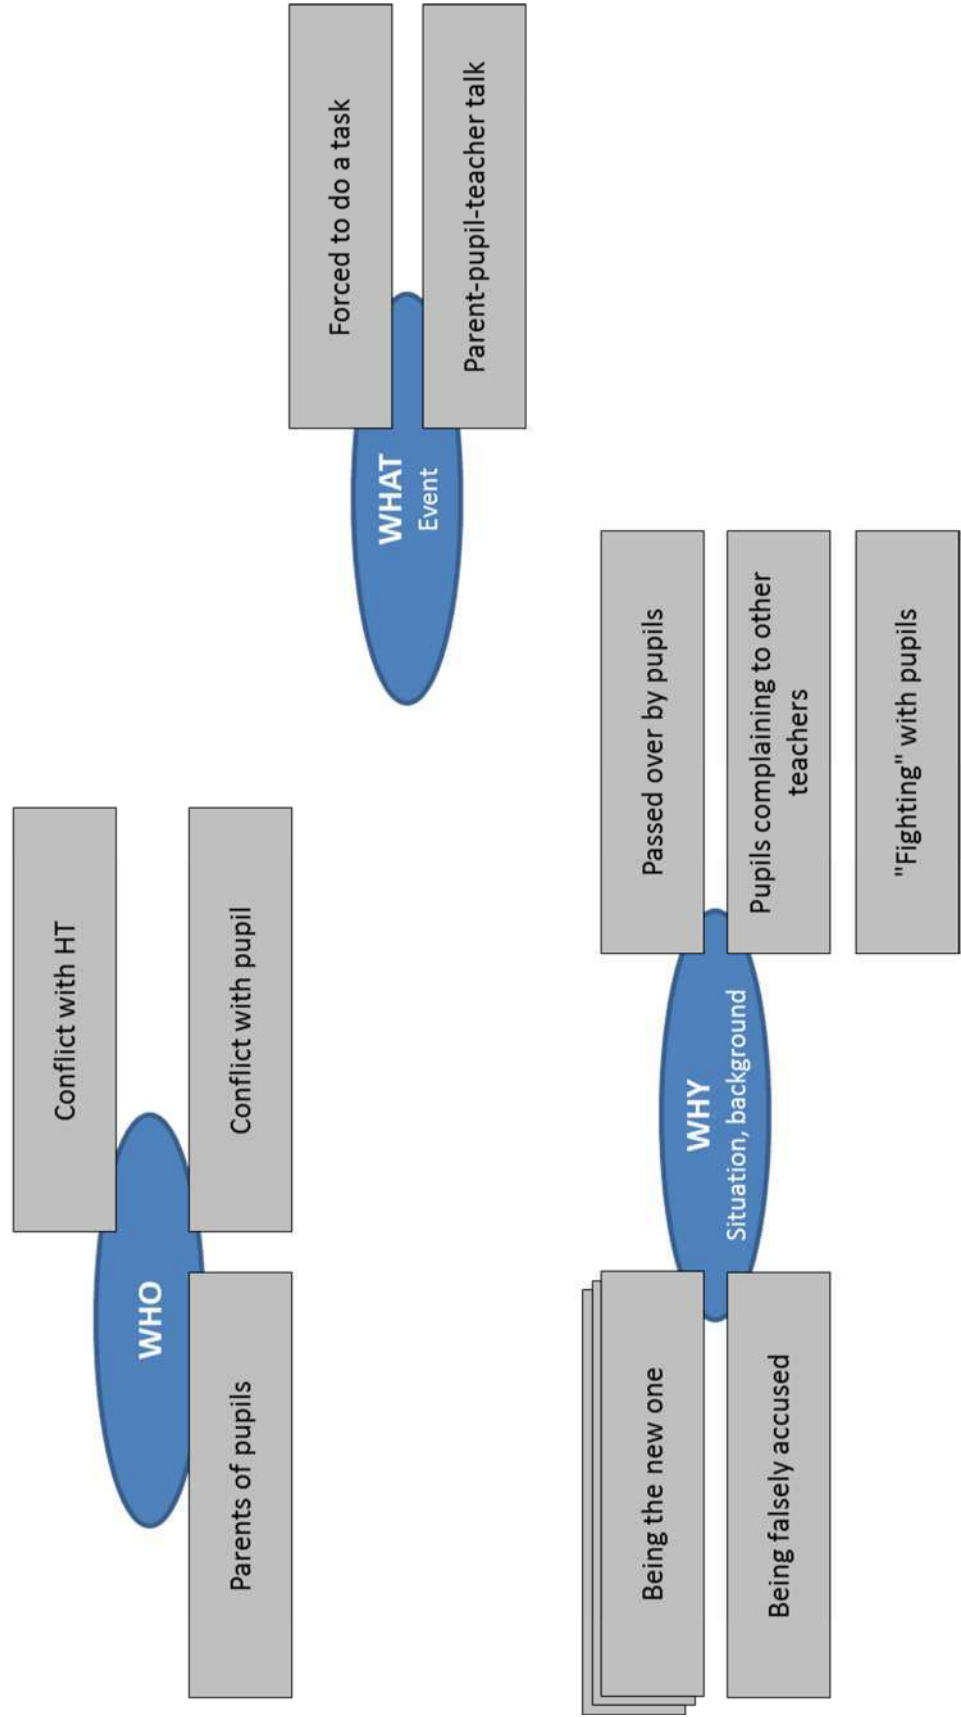 WHO
Conflict with HT
Parents of pupils
Conflict with pupil
WHAT
Event
Forced to do a task
Parent-pupil-teacher talk
WHY
Situation, background
Being the new one
Being falsely accused
Passed over by pupils
Pupils complaining to other
teachers
"Fighting" with pupils